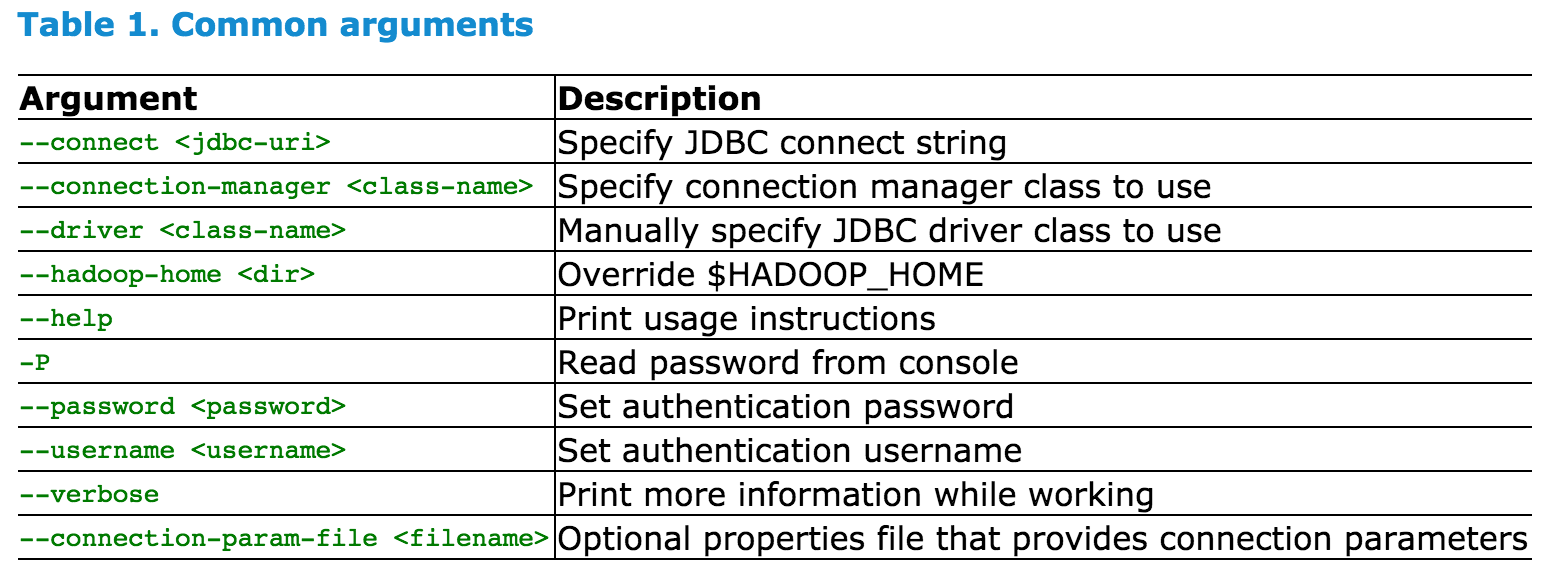 Table 1. Common arguments
Argument Description
--connect <jdbc-uri> Specify JDBC connect string
--connection-manager <class-name> Specify connection manager class to use
--driver <class-name> Manually specify JDBC driver class to use
--hadoop-home <dir> Override $HADOOP_HOME
--help Print usage instructions
-P Read password from console
--password <password> Set authentication password
--username <username> Set authentication username
--verbose Print more information while working
--connection-param-file <filename> Optional properties file that provides connection parameters